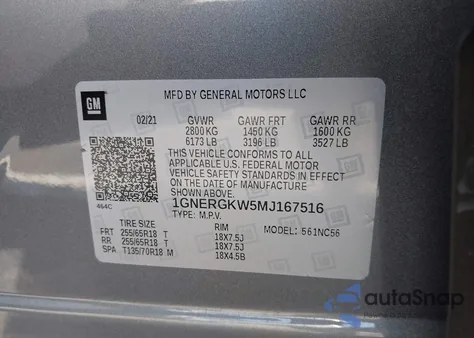 MFD BY GENERAL MOTORS LLC
GM
02/21 GVWR GAWR FRT GAWR RR
2800 KG 1450 KG 1600 KG
6173 LB 3196 LB 3527 LB
THIS VEHICLE CONFORMS TO ALL
APPLICABLE U.S. FEDERAL MOTOR
VEHICLE SAFETY STANDARDS IN
EFFECT ON THE DATE OF MANUFACTURE
SHOWN ABOVE.
1GNERGKW5MJ167516
TYPE: M.P.V. MODEL: 561NC56
464C
TIRE SIZE RIM
FRT 255/65R18 T 18X7.5J
RR 255/65R18 T 18X7.5J
SPA T135/70R18 M 18X4.5B
autaSnap